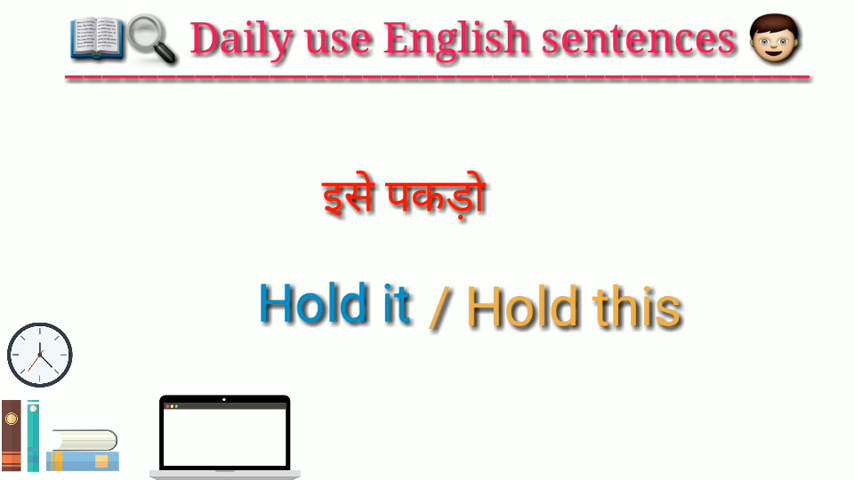 Daily use English sentences
इसे पकड़ो
Hold it / Hold this